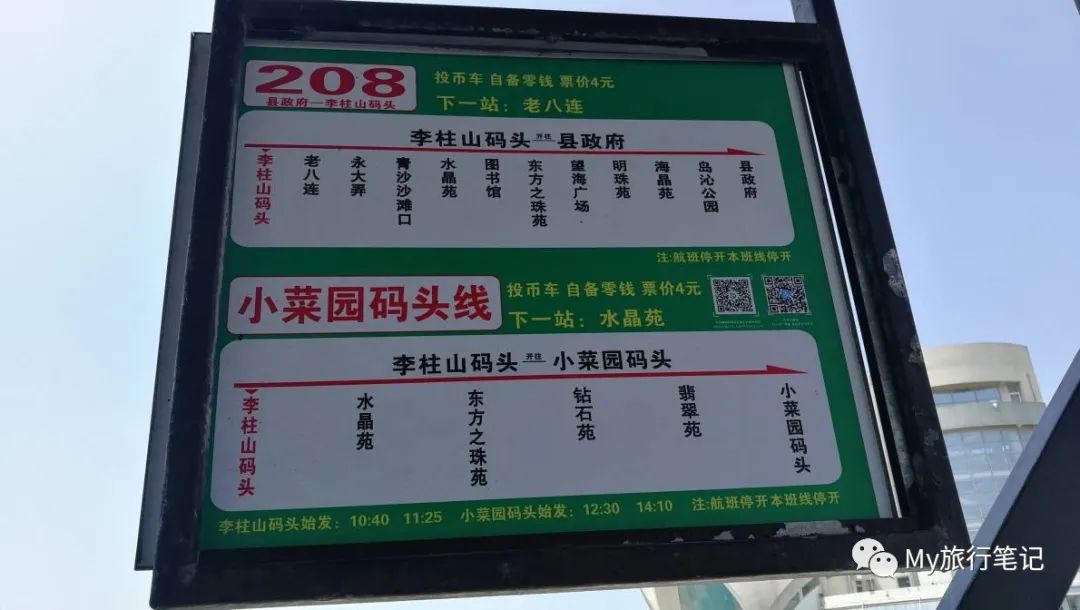 208
县政府一李柱山码头
投币车 自备零钱 票价4元
下一站：老八连
李柱山码头 开往 县政府
李柱山码头
老八连
永大弄
青沙沙滩口
水晶苑
图书馆
东方之珠苑
望海广场
明珠苑
海晶苑
岛沁公园
县政府
注:航班停开本班线停开
小菜园码头线
投币车 自备零钱 票价4元
下一站：水晶苑
李柱山码头 开往 小菜园码头
李柱山码头
水晶苑
东方之珠苑
钻石苑
翡翠苑
小菜园码头
李柱山码头始发：10:40 11:25 小菜园码头始发：12:30 14:10 注:航班停开本班线停开
My旅行笔记